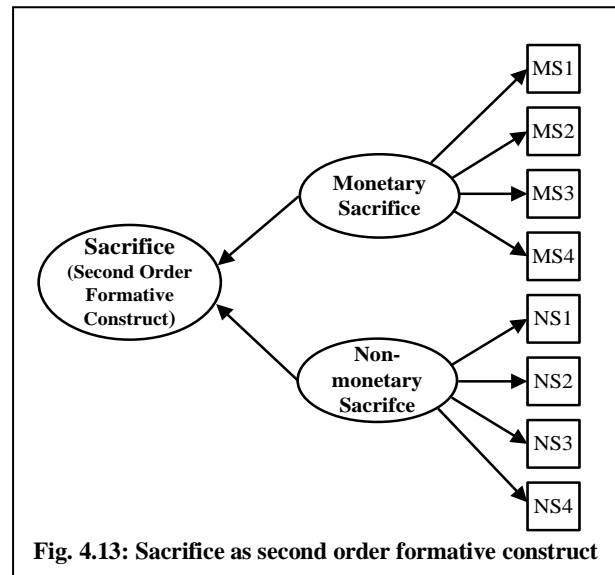 MS1
MS2
Monetary
Sacrifice
MS3
Sacrifice
(Second Order
Formative
Construct)
MS4
NS1
Non-
monetary
Sacrifce
NS2
NS3
NS4
Fig. 4.13: Sacrifice as second order formative construct